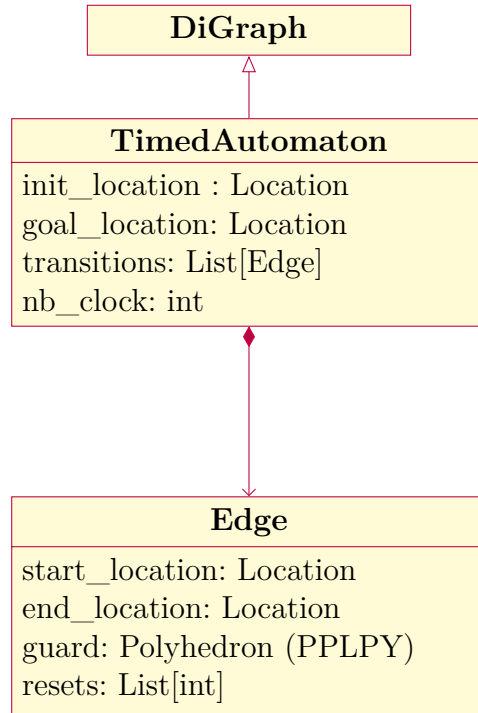 DiGraph
TimedAutomaton
init_location : Location
goal_location: Location
transitions: List[Edge]
nb_clock: int
Edge
start_location: Location
end_location: Location
guard: Polyhedron (PPLPY)
resets: List[int]